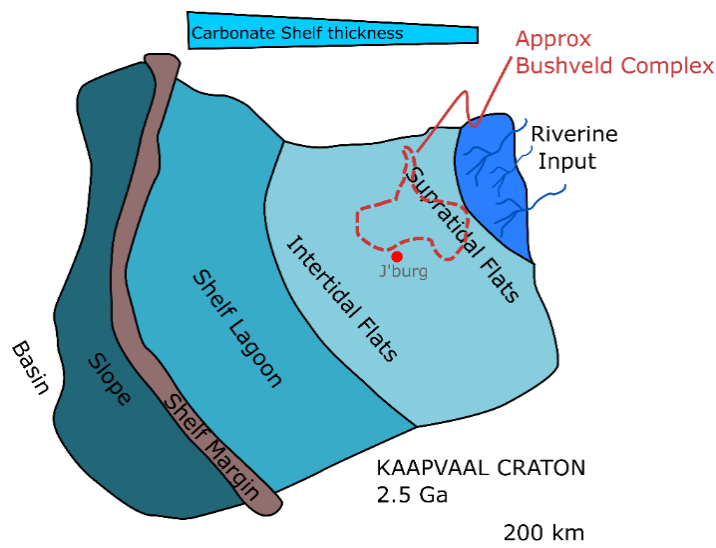 Carbonate Shelf thickness
Approx
Bushveld Complex
Riverine
Input
Supratidal Flats
J'burg
Intertidal Flats
Shelf Lagoon
Basin
Slope
Shelf Margin
KAAPVAAL CRATON
2.5 Ga
200 km